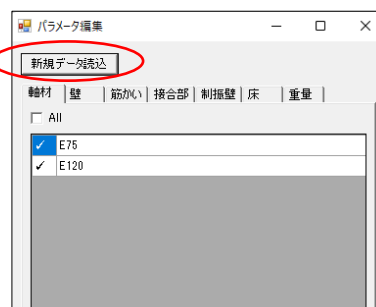 パラメータ編集
新規データ読込
軸材 壁 筋かい 接合部 制振壁 床 重量
All
✓ E75
✓ E120